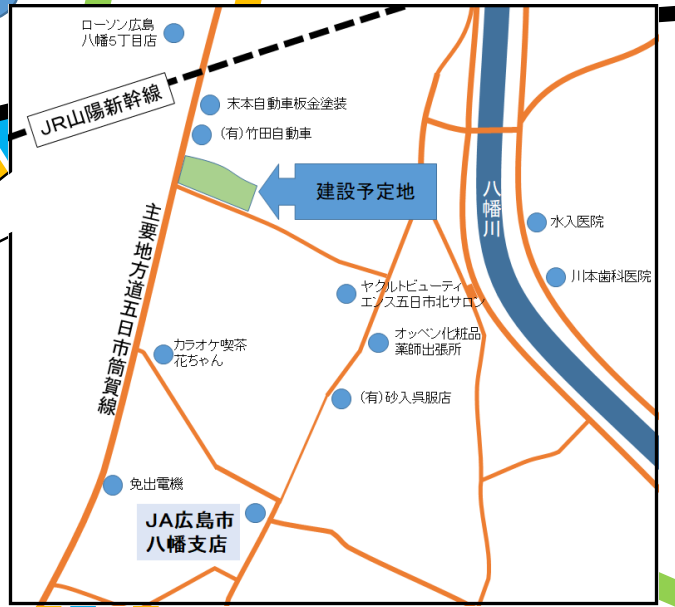 ローソン広島
八幡5丁目店
JR山陽新幹線
末本自動車板金塗装
(有)竹田自動車
建設予定地
八幡川
水入医院
川本歯科医院
主要地方道五日市筒賀線
ヤクルトビューティ
エンス五日市北サロン
オッペン化粧品
薬師出張所
カラオケ喫茶
花ちゃん
(有)砂入呉服店
免出電機
JA広島市
八幡支店